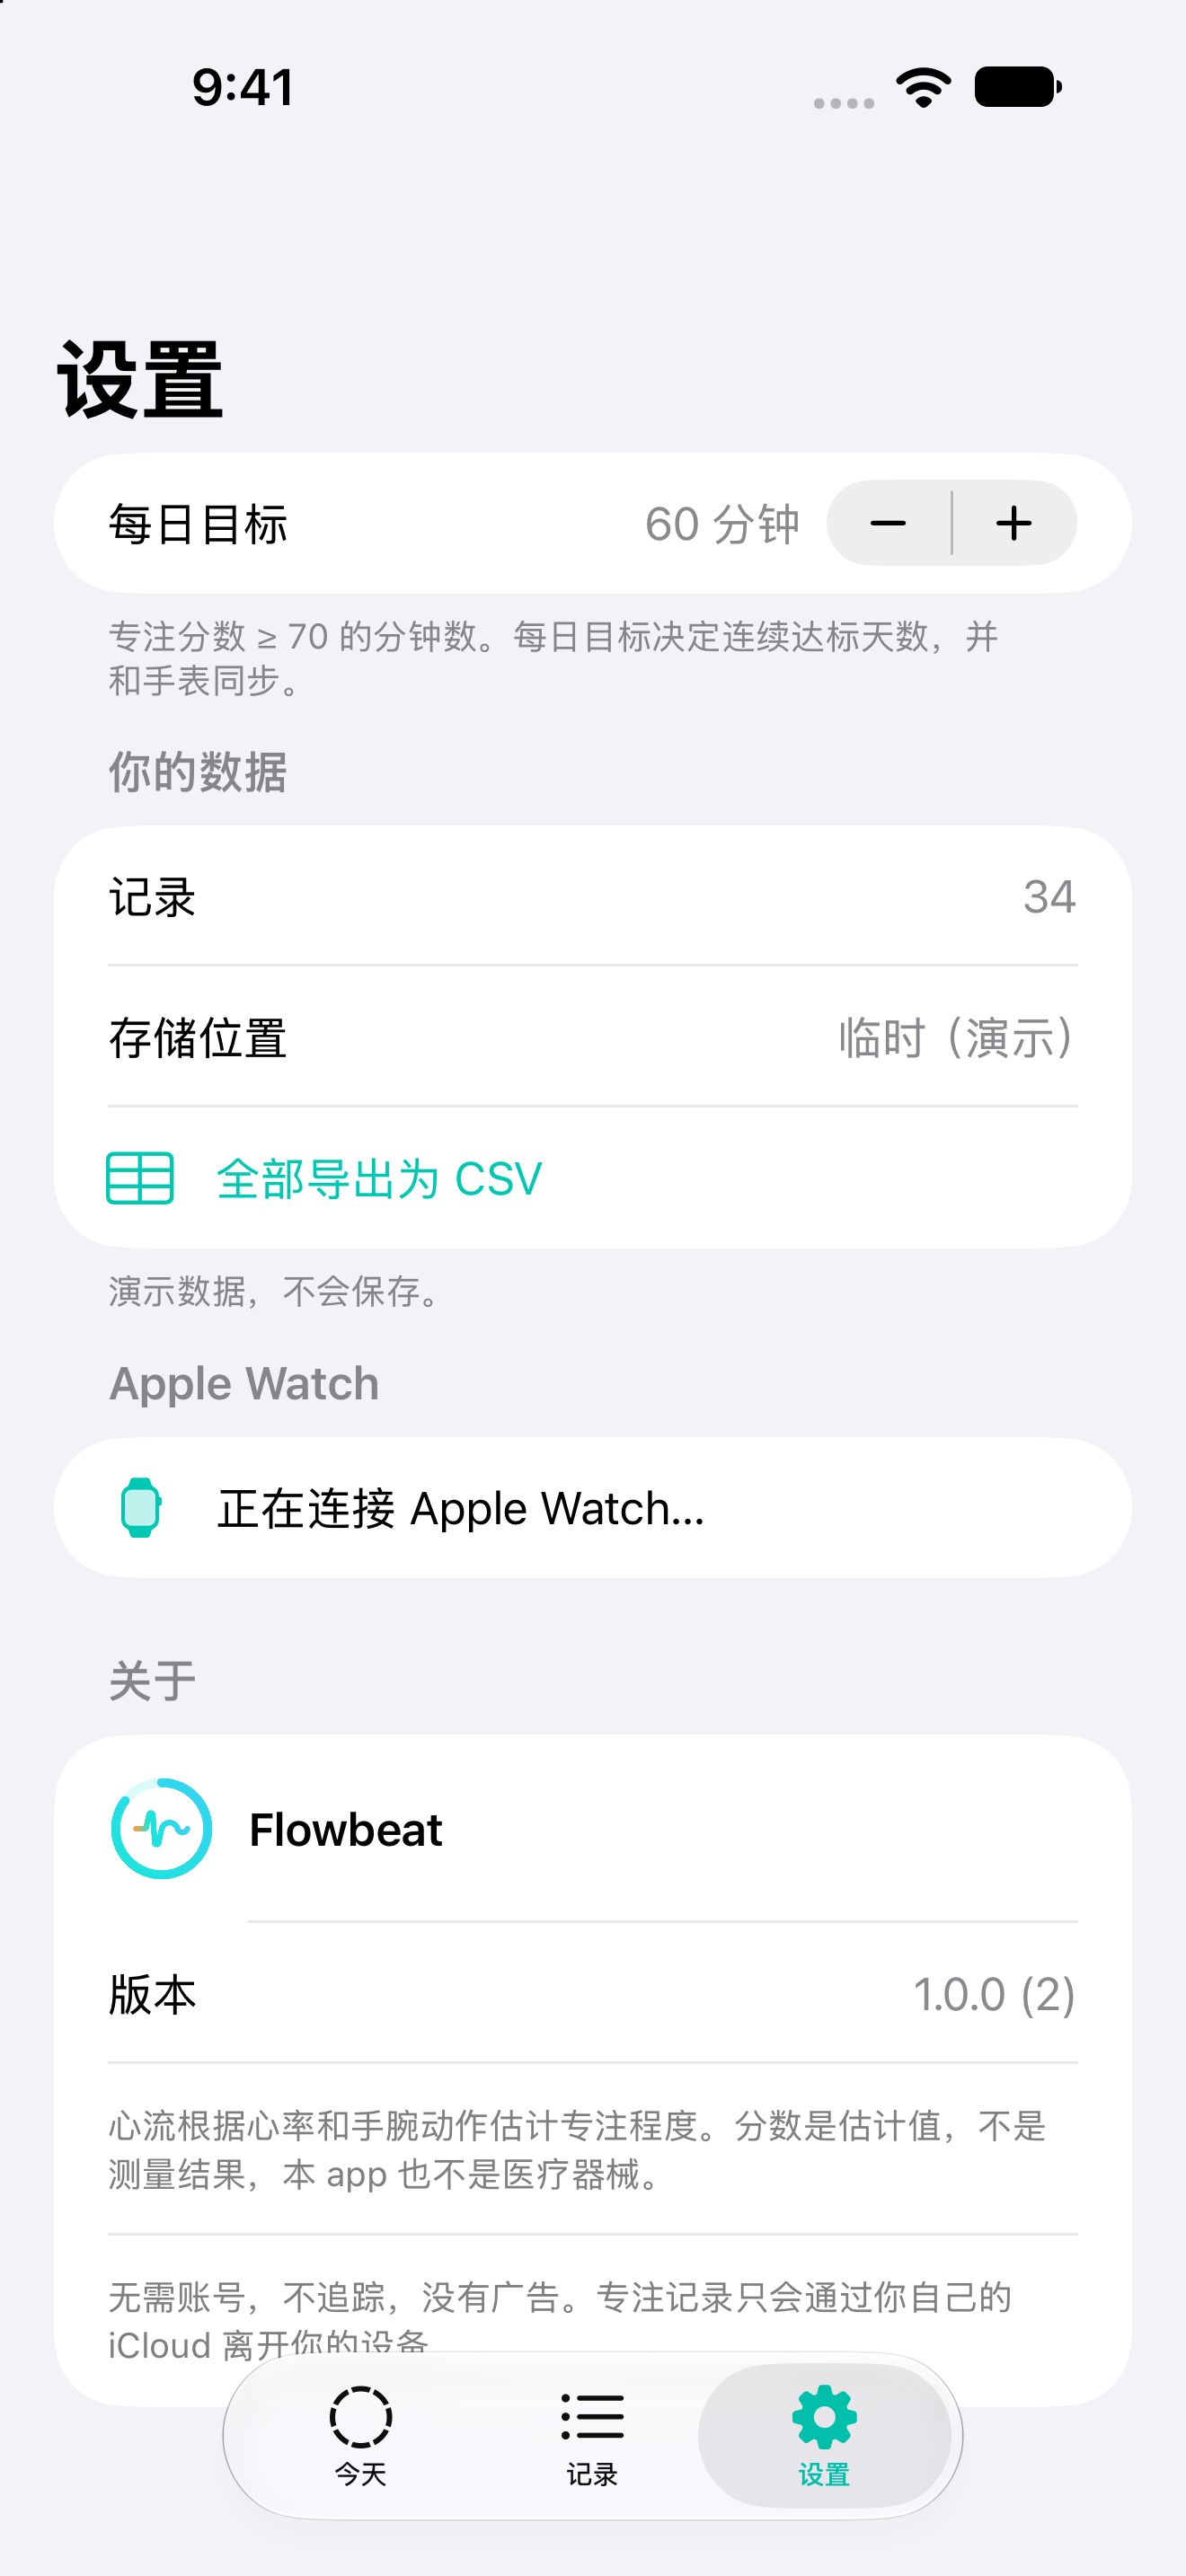 9:41
设置
每日目标
60 分钟
专注分数 ≥ 70 的分钟数。每日目标决定连续达标天数，并
和手表同步。
你的数据
记录
34
存储位置
临时（演示）
全部导出为 CSV
演示数据，不会保存。
Apple Watch
正在连接 Apple Watch...
关于
Flowbeat
版本
1.0.0 (2)
心流根据心率和手腕动作估计专注程度。分数是估计值，不是
测量结果，本 app 也不是医疗器械。
无需账号，不追踪，没有广告。专注记录只会通过你自己的
iCloud 离开你的设备
今天
记录
设置